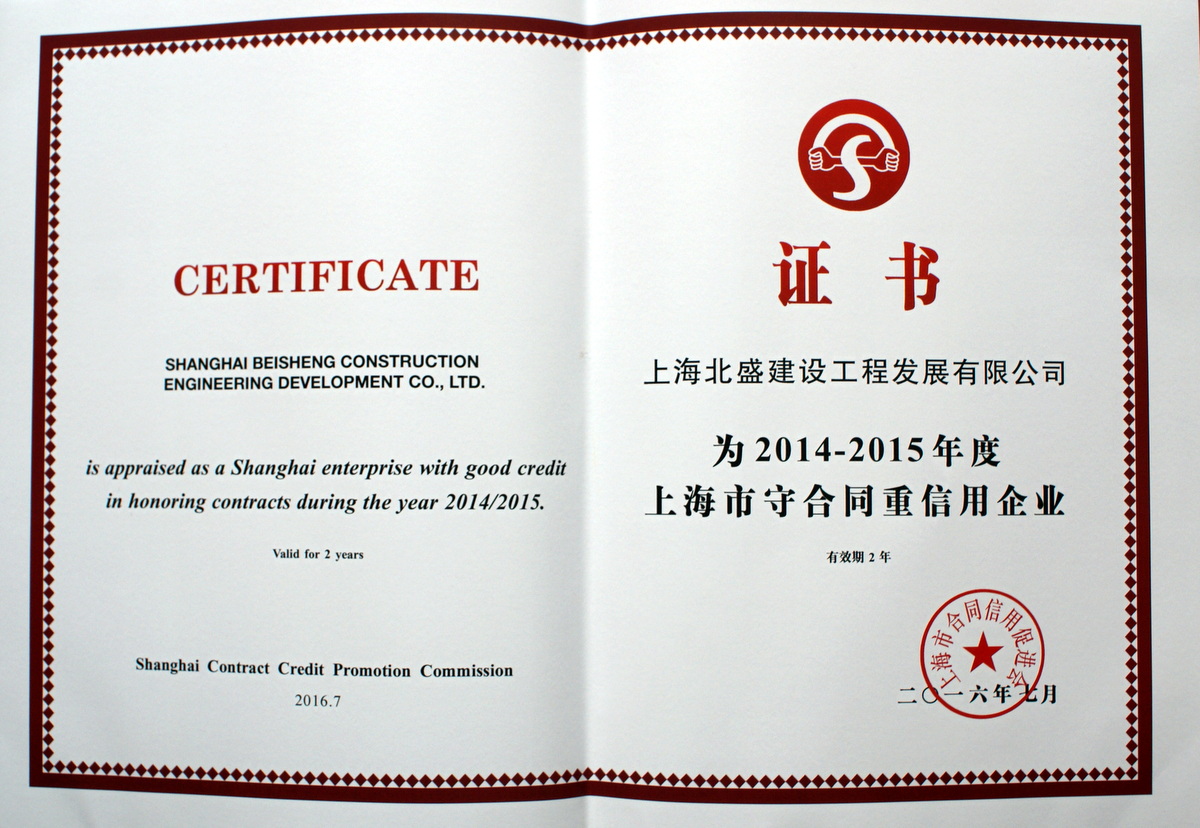 CERTIFICATE
SHANGHAI BEISHENG CONSTRUCTION
ENGINEERING DEVELOPMENT CO., LTD.
is appraised as a Shanghai enterprise with good credit
in honoring contracts during the year 2014/2015.
Valid for 2 years
Shanghai Contract Credit Promotion Commission
2016.7
证书
上海北盛建设工程发展有限公司
为2014-2015年度
上海市守合同重信用企业
有效期2年
上海市合同信用促进会
二〇一六年七月